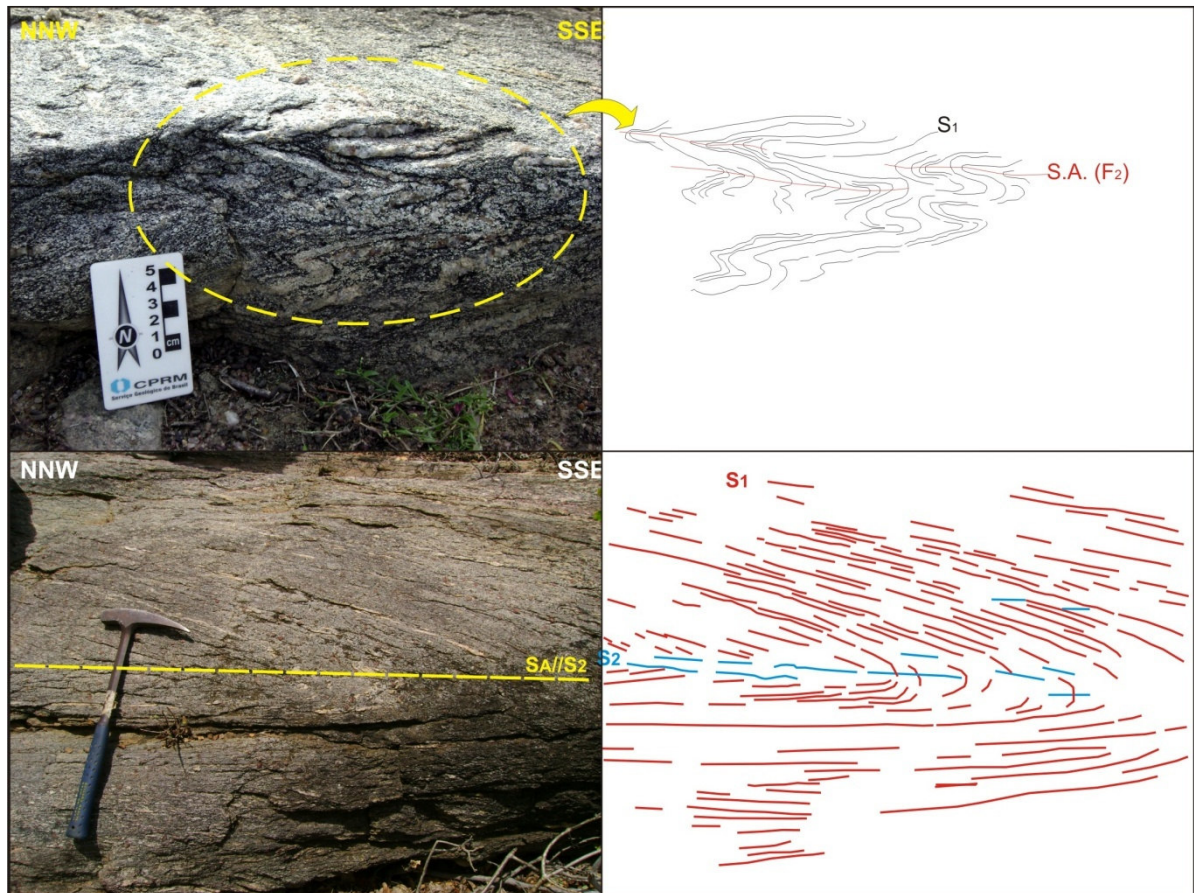 NNW
SSE
S1
S.A. (F2)
5
4
3
2
1
0
cm
N
CPRM
Serviço Geológico do Brasil
NNW
SSE
SA//S2
S1
S2